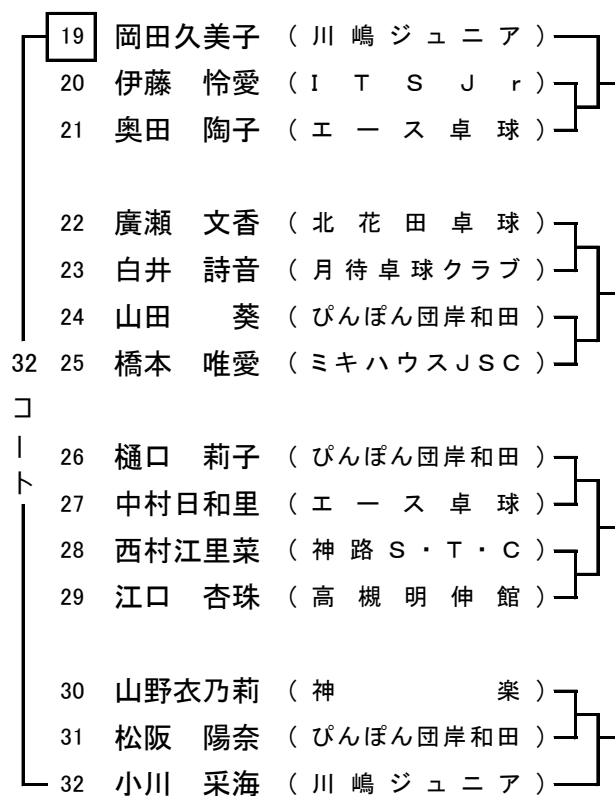 19 岡田久美子 (川嶋ジュニア)
20 伊藤 怜愛 (ITSJr)
21 奥田 陶子 (エース卓球)
22 廣瀬 文香 (北花田卓球)
23 白井 詩音 (月待卓球クラブ)
24 山田 葵 (ぴんぽん団岸和田)
25 橋本 唯愛 (ミキハウスJSC)
32コート
26 樋口 莉子 (ぴんぽん団岸和田)
27 中村日和里 (エース卓球)
28 西村江里菜 (神路S・T・C)
29 江口 杏珠 (高槻明伸館)
30 山野衣乃莉 (神楽)
31 松阪 陽奈 (ぴんぽん団岸和田)
32 小川 采海 (川嶋ジュニア)